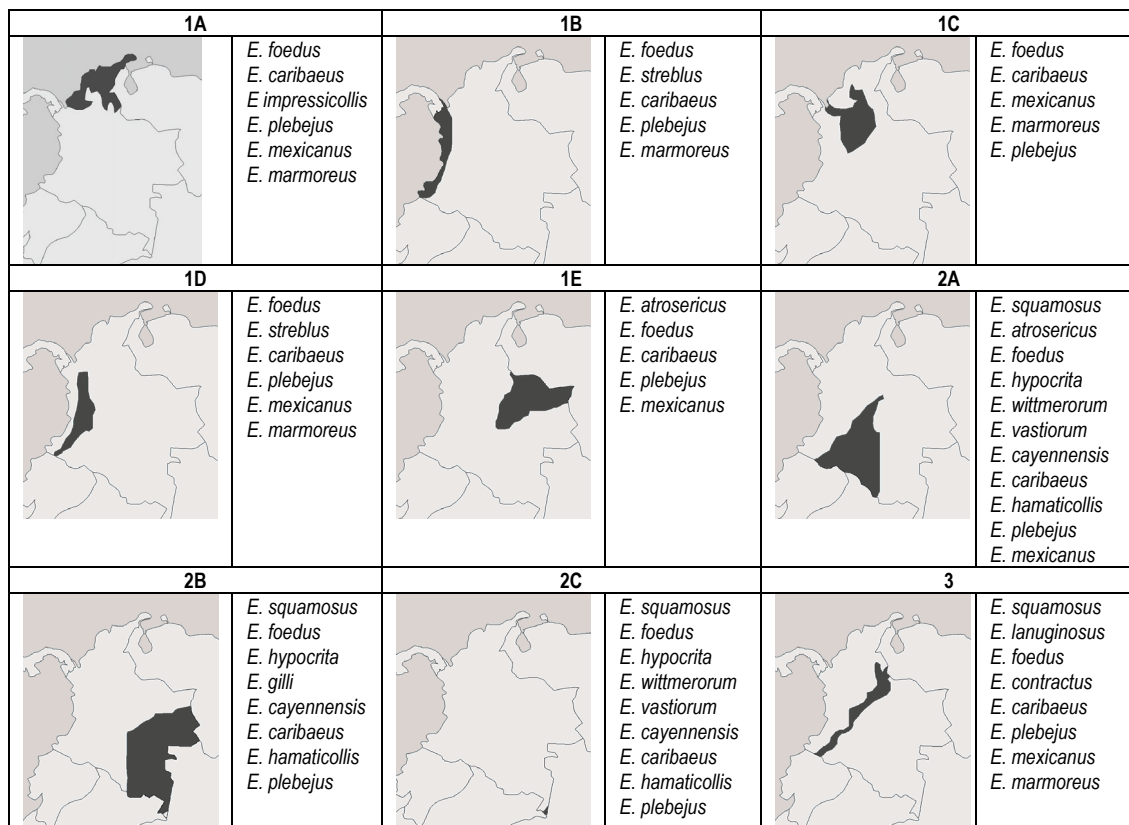 1A
1B
1C
E. foedus
E. caribaeus
E impressicollis
E. plebejus
E. mexicanus
E. marmoreus
E. foedus
E. streblus
E. caribaeus
E. plebejus
E. marmoreus
E. foedus
E. caribaeus
E. mexicanus
E. marmoreus
E. plebejus
1D
1E
2A
E. foedus
E. streblus
E. caribaeus
E. plebejus
E. mexicanus
E. marmoreus
E. atrosericus
E. foedus
E. caribaeus
E. plebejus
E. mexicanus
E. squamosus
E. atrosericus
E. foedus
E. hypocrita
E. wittmerorum
E. vastiorum
E. cayennensis
E. caribaeus
E. hamaticollis
E. plebejus
E. mexicanus
2B
2C
3
E. squamosus
E. foedus
E. hypocrita
E. gilli
E. cayennensis
E. caribaeus
E. hamaticollis
E. plebejus
E. squamosus
E. foedus
E. hypocrita
E. wittmerorum
E. vastiorum
E. cayennensis
E. caribaeus
E. hamaticollis
E. plebejus
E. squamosus
E. lanuginosus
E. foedus
E. contractus
E. caribaeus
E. plebejus
E. mexicanus
E. marmoreus